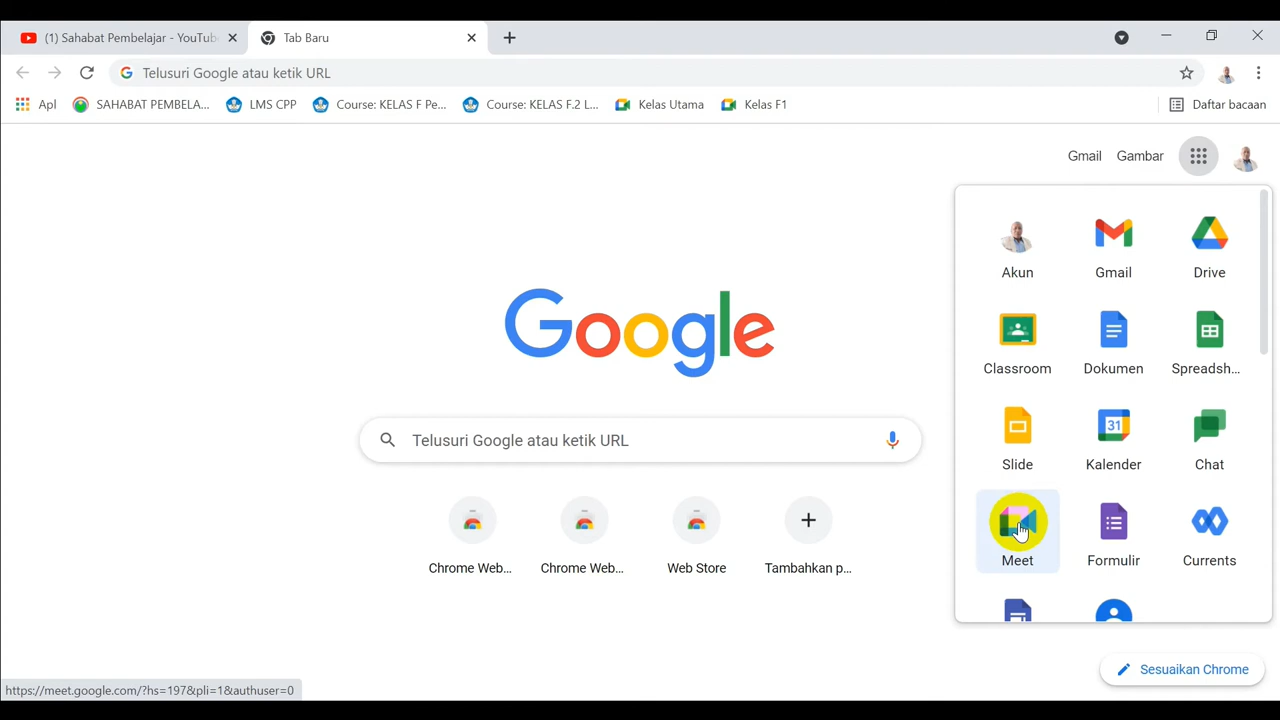 (1) Sahabat Pembelajar - YouTub
Tab Baru
Telusuri Google atau ketik URL
Apl
SAHABAT PEMBELA...
LMS CPP
Course: KELAS F Pe...
Course: KELAS F.2 L...
Kelas Utama
Kelas F1
Daftar bacaan
Gmail
Gambar
Akun
Gmail
Drive
Classroom
Dokumen
Spreadsh...
Google
Slide
Kalender
31
Chat
Telusuri Google atau ketik URL
Meet
Formulir
Currents
Chrome Web...
Chrome Web...
Web Store
Tambahkan p...
Sesuaikan Chrome
https://meet.google.com/?hs=197&pli=1&authuser=0